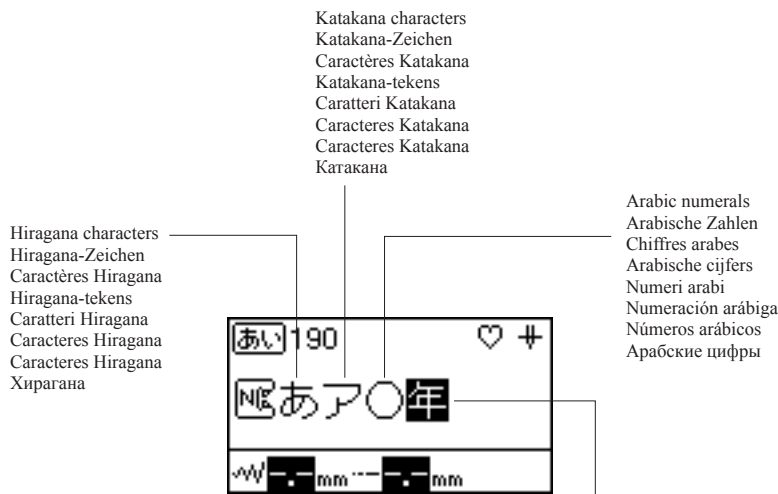 Katakana characters
Katakana-Zeichen
Caractères Katakana
Katakana-tekens
Caratteri Katakana
Caracteres Katakana
Caracteres Katakana
Катакана
Hiragana characters
Hiragana-Zeichen
Caractères Hiragana
Hiragana-tekens
Caratteri Hiragana
Caracteres Hiragana
Caracteres Hiragana
Хирагана
Arabic numerals
Arabische Zahlen
Chiffres arabes
Arabische cijfers
Numeri arabi
Numeración arábiga
Números arábicos
Арабские цифры
あい 190
あア〇年
-.- mm -.- mm